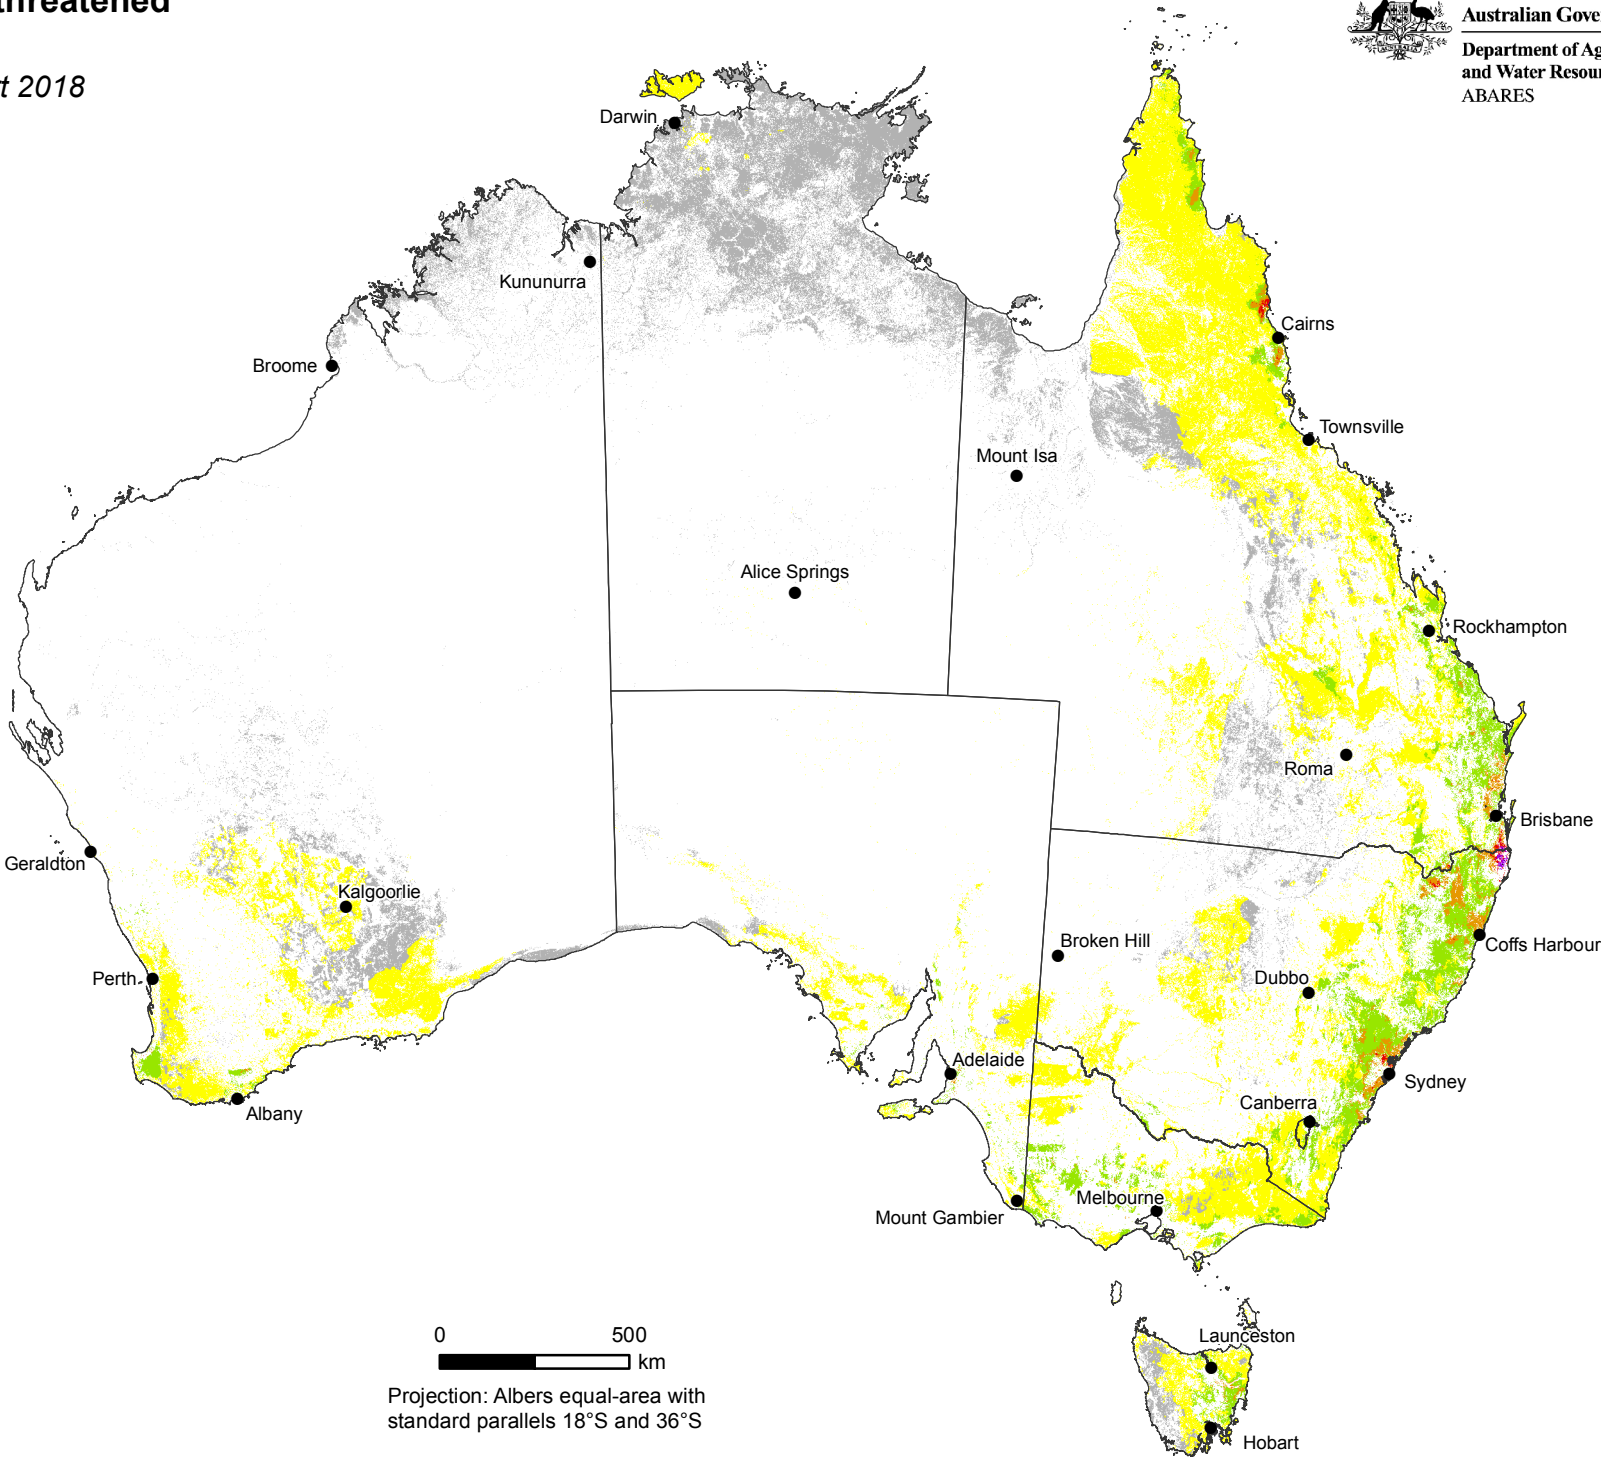 threatened
t 2018
Australian Gove
Department of Ag
and Water Resour
ABARES
Darwin
Kununurra
Broome
Cairns
Townsville
Mount Isa
Alice Springs
Rockhampton
Roma
Brisbane
Geraldton
Kalgoorlie
Broken Hill
Coffs Harbour
Perth
Dubbo
Adelaide
Sydney
Canberra
Albany
Melbourne
Mount Gambier
Launceston
Hobart
0 500
km
Projection: Albers equal-area with
standard parallels 18°S and 36°S